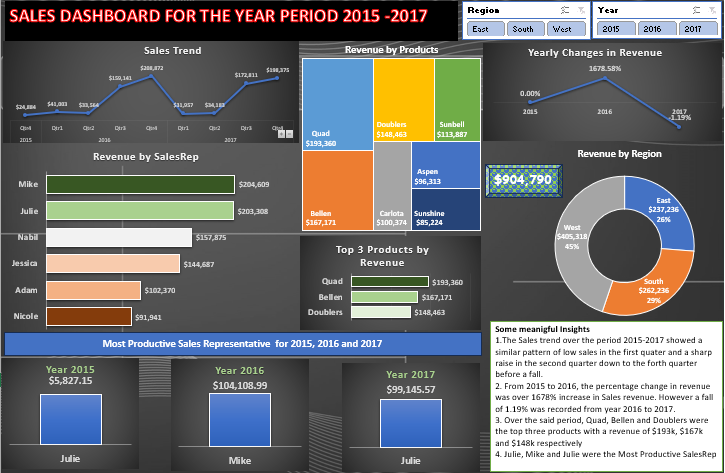 SALES DASHBOARD FOR THE YEAR PERIOD 2015 -2017
Region
East South West
Year
2015 2016 2017
Sales Trend
$24,884 $41,003 $33,564 $159,141 $208,872 $31,957 $34,183 $172,811 $198,375
Qtr4 Qtr1 Qtr2 Qtr3 Qtr4 Qtr1 Qtr2 Qtr3
2015 2016 2017
Revenue by Products
Quad
$193,360
Doublers
$148,463
Sunbell
$113,887
Bellen
$167,171
Carlota
$100,374
Aspen
$96,313
Sunshine
$85,224
Yearly Changes in Revenue
0.00%
2015
1678.58%
2016
2017
-1.19%
Revenue by SalesRep
Mike $204,609
Julie $203,308
Nabil $157,875
Jessica $144,687
Adam $102,370
Nicole $91,941
Top 3 Products by
Revenue
Quad $193,360
Bellen $167,171
Doublers $148,463
$904,790
Revenue by Region
East
$237,236
26%
South
$262,236
29%
West
$405,318
45%
Most Productive Sales Representative for 2015, 2016 and 2017
Year 2015
$5,827.15
Julie
Year 2016
$104,108.99
Mike
Year 2017
$99,145.57
Julie
Some meanigful Insights
1.The Sales trend over the period 2015-2017 showed a
similar pattern of low sales in the first quater and a sharp
raise in the second quarter down to the forth quarter
before a fall.
2. From 2015 to 2016, the percentage change in revenue
was over 1678% increase in Sales revenue. However a fall
of 1.19% was recorded from year 2016 to 2017.
3. Over the said period, Quad, Bellen and Doublers were
the top three products with a revenue of $193k, $167k
and $148k respectively
4. Julie, Mike and Julie were the Most Productive SalesRep